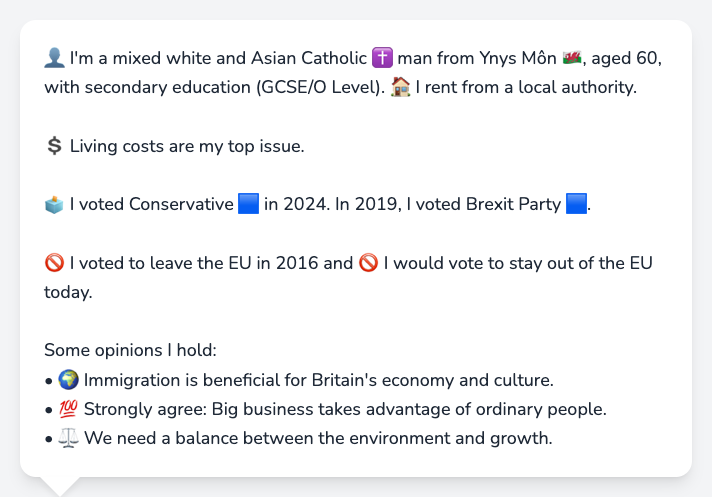 👤 I'm a mixed white and Asian Catholic ✝️ man from Ynys Môn 🏴󠁧󠁢󠁷󠁬󠁳󠁿, aged 60,
with secondary education (GCSE/O Level). 🏠 I rent from a local authority.
💲 Living costs are my top issue.
🗳️ I voted Conservative 🟦 in 2024. In 2019, I voted Brexit Party 🟦.
🚫 I voted to leave the EU in 2016 and 🚫 I would vote to stay out of the EU
today.
Some opinions I hold:
• 🌍 Immigration is beneficial for Britain's economy and culture.
• 💯 Strongly agree: Big business takes advantage of ordinary people.
• ⚖️ We need a balance between the environment and growth.